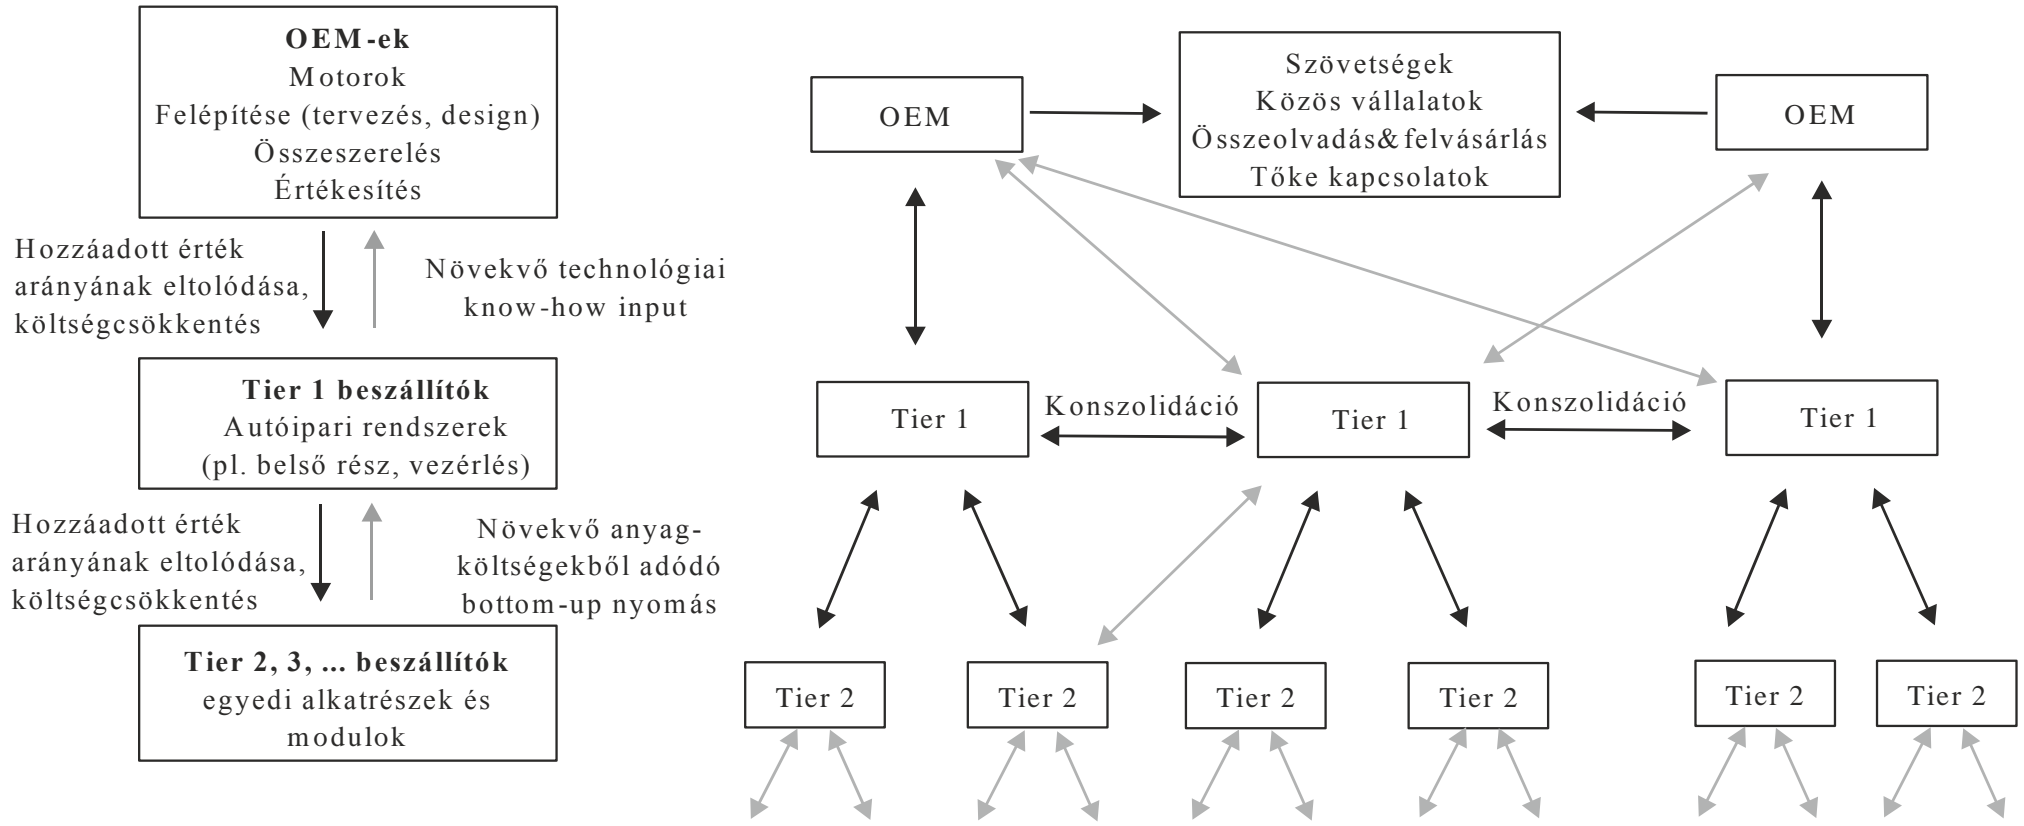 OEM-ek
Motorok
Felépítése (tervezés, design)
Összeszerelés
Értékesítés
Hozzáadott érték
arányának eltolódása,
költségcsökkentés
Növekvő technológiai
know-how input
Tier 1 beszállítók
Autóipari rendszerek
(pl. belső rész, vezérlés)
Hozzáadott érték
arányának eltolódása,
költségcsökkentés
Növekvő anyag-
költségekből adódó
bottom-up nyomás
Tier 2, 3, ... beszállítók
egyedi alkatrészek és
modulok
OEM
Szövetségek
Közös vállalatok
Összeolvadás&felvásárlás
Tőke kapcsolatok
OEM
Tier 1
Konszolidáció
Tier 1
Konszolidáció
Tier 1
Tier 2
Tier 2
Tier 2
Tier 2
Tier 2
Tier 2